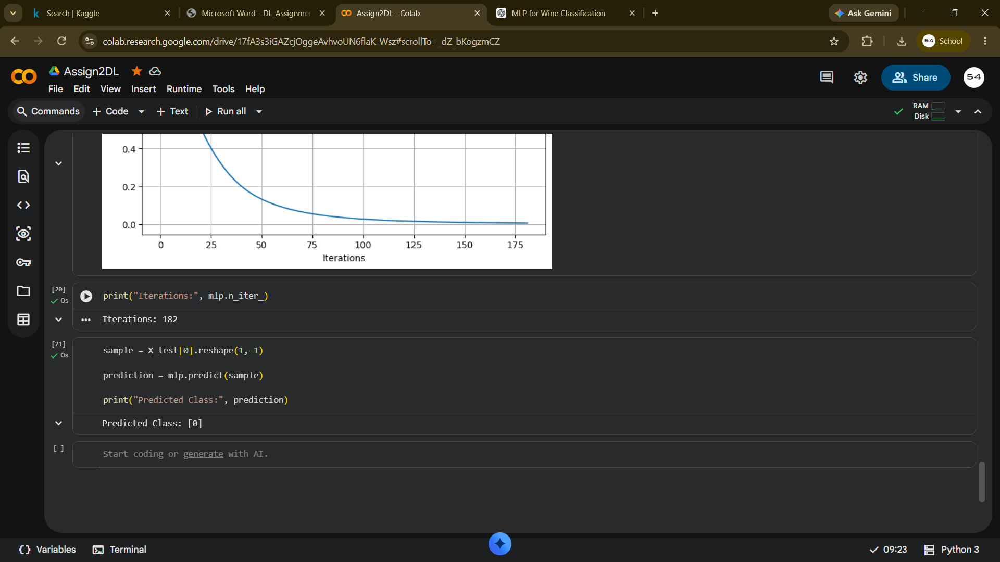 Search | Kaggle
Microsoft Word - DL_Assignmen
Assign2DL - Colab
MLP for Wine Classification
Ask Gemini
colab.research.google.com/drive/17fA3s3iGAZcjOggeAvhvoUN6flaK-Wsz#scrollTo=_dZ_bKogzmCZ
54 School
Assign2DL
File Edit View Insert Runtime Tools Help
Share
54
Commands + Code + Text Run all
RAM
Disk
0.4
0.2
0.0
0 25 50 75 100 125 150 175
Iterations
[20]
0s
print("Iterations:", mlp.n_iter_)
Iterations: 182
[21]
0s
sample = X_test[0].reshape(1,-1)
prediction = mlp.predict(sample)
print("Predicted Class:", prediction)
Predicted Class: [0]
[ ]
Start coding or generate with AI.
Variables
Terminal
09:23
Python 3